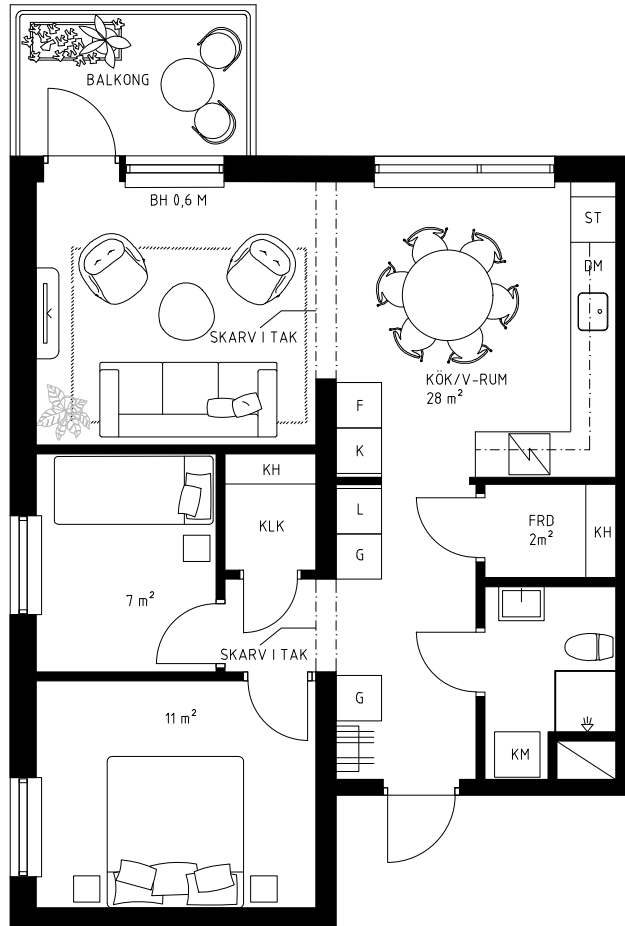 BALKONG
BH 0,6 M
ST
DM
SKARV I TAK
KÖK/V-RUM
28 m²
F
K
KH
KLK
L
G
FRD
2m²
KH
7 m²
SKARV I TAK
11 m²
G
KM